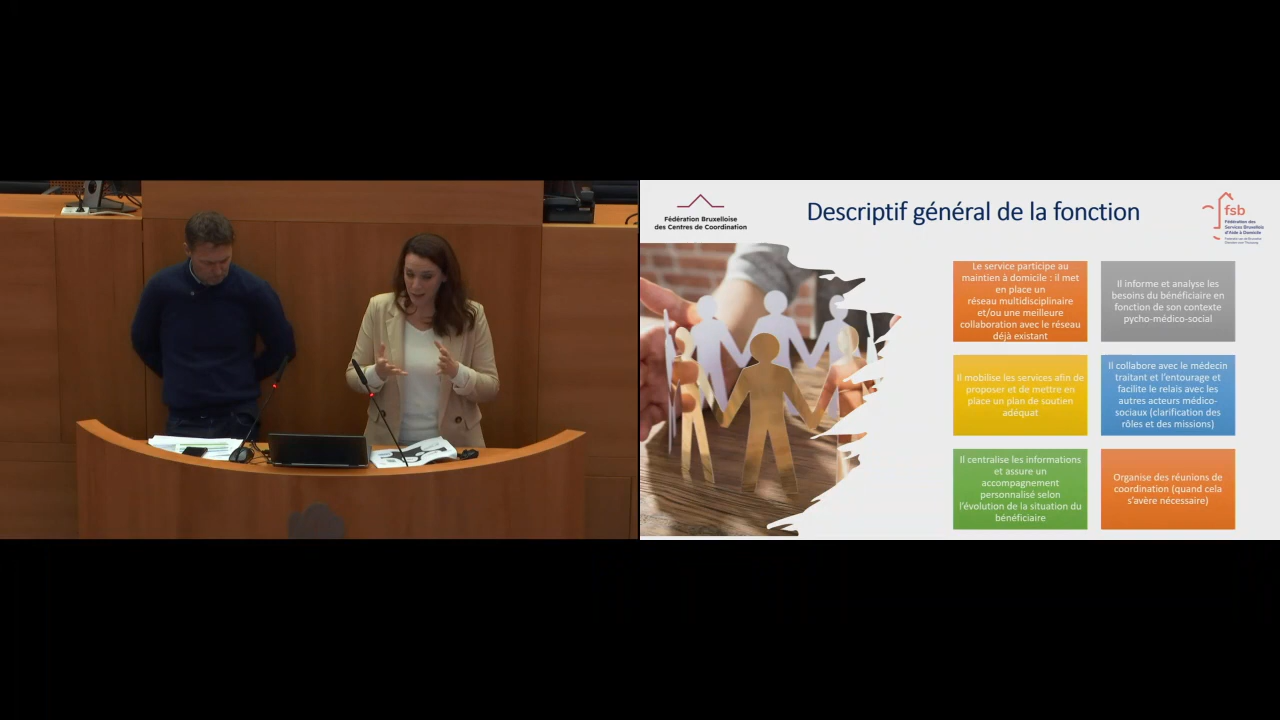 Fédération Bruxelloise
des Centres de Coordination
Descriptif général de la fonction
fsb
Fédération des
Services Bruxellois
d'Aide à Domicile
Le service participe au
maintien à domicile : il met
en place un
réseau multidisciplinaire
et/ou une meilleure
collaboration avec le réseau
déjà existant
Il informe et analyse les
besoins du bénéficiaire en
fonction de son contexte
pycho-médico-social
Il mobilise les services afin de
proposer et de mettre en
place un plan de soutien
adéquat
Il collabore avec le médecin
traitant et l'entourage et
facilite le relais avec les
autres acteurs médico-
sociaux (clarification des
rôles et des missions)
Il centralise les informations
et assure un
accompagnement
personnalisé selon
l'évolution de la situation du
bénéficiaire
Organise des réunions de
coordination (quand cela
s'avère nécessaire)